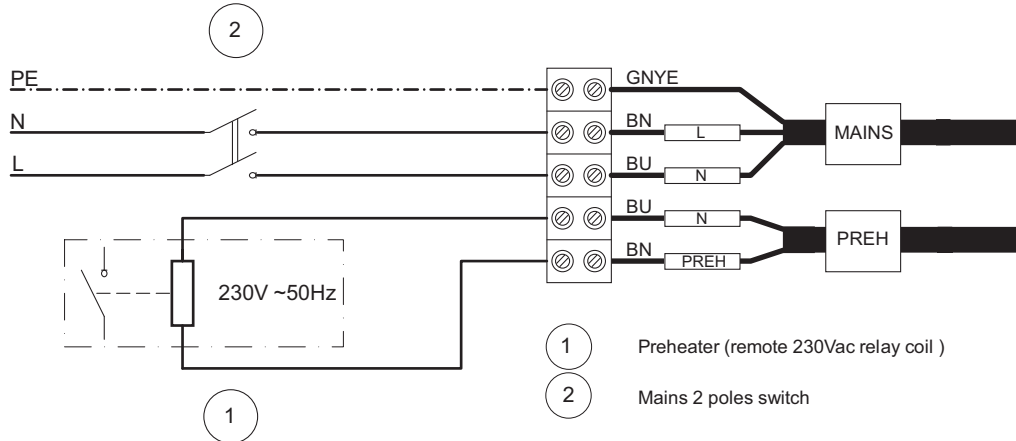 2
PE
GNYE
N
BN
L
MAINS
L
BU
N
BU
N
PREH
BN
PREH
230V ~50Hz
1 Preheater (remote 230Vac relay coil )
2 Mains 2 poles switch
1